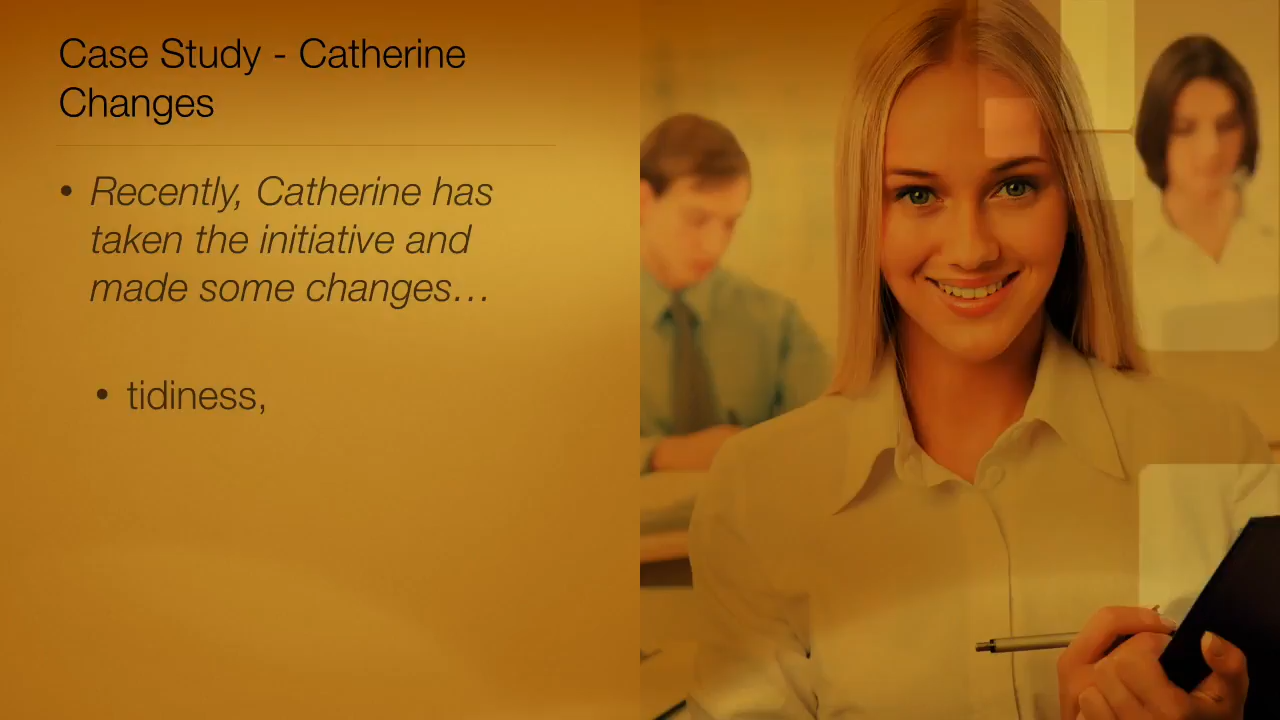 Case Study - Catherine
Changes
• Recently, Catherine has
taken the initiative and
made some changes…
• tidiness,